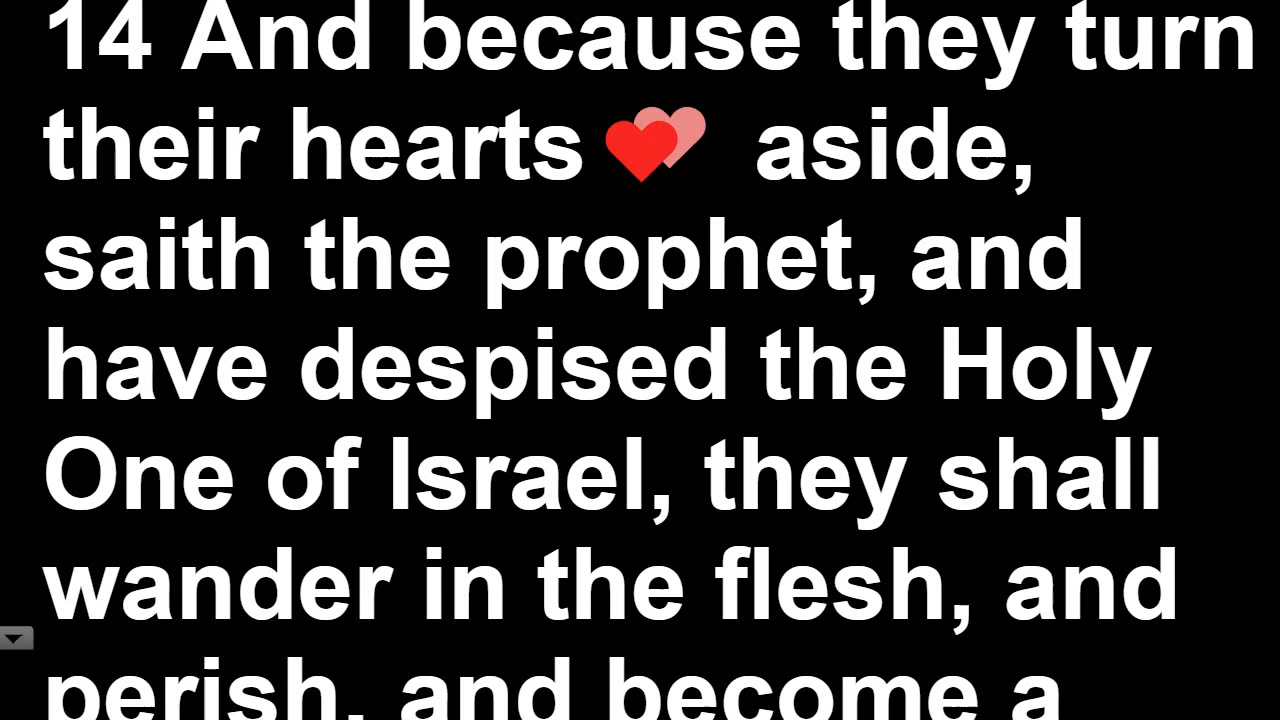 14 And because they turn
their hearts 💕 aside,
saith the prophet, and
have despised the Holy
One of Israel, they shall
wander in the flesh, and
perish, and become a